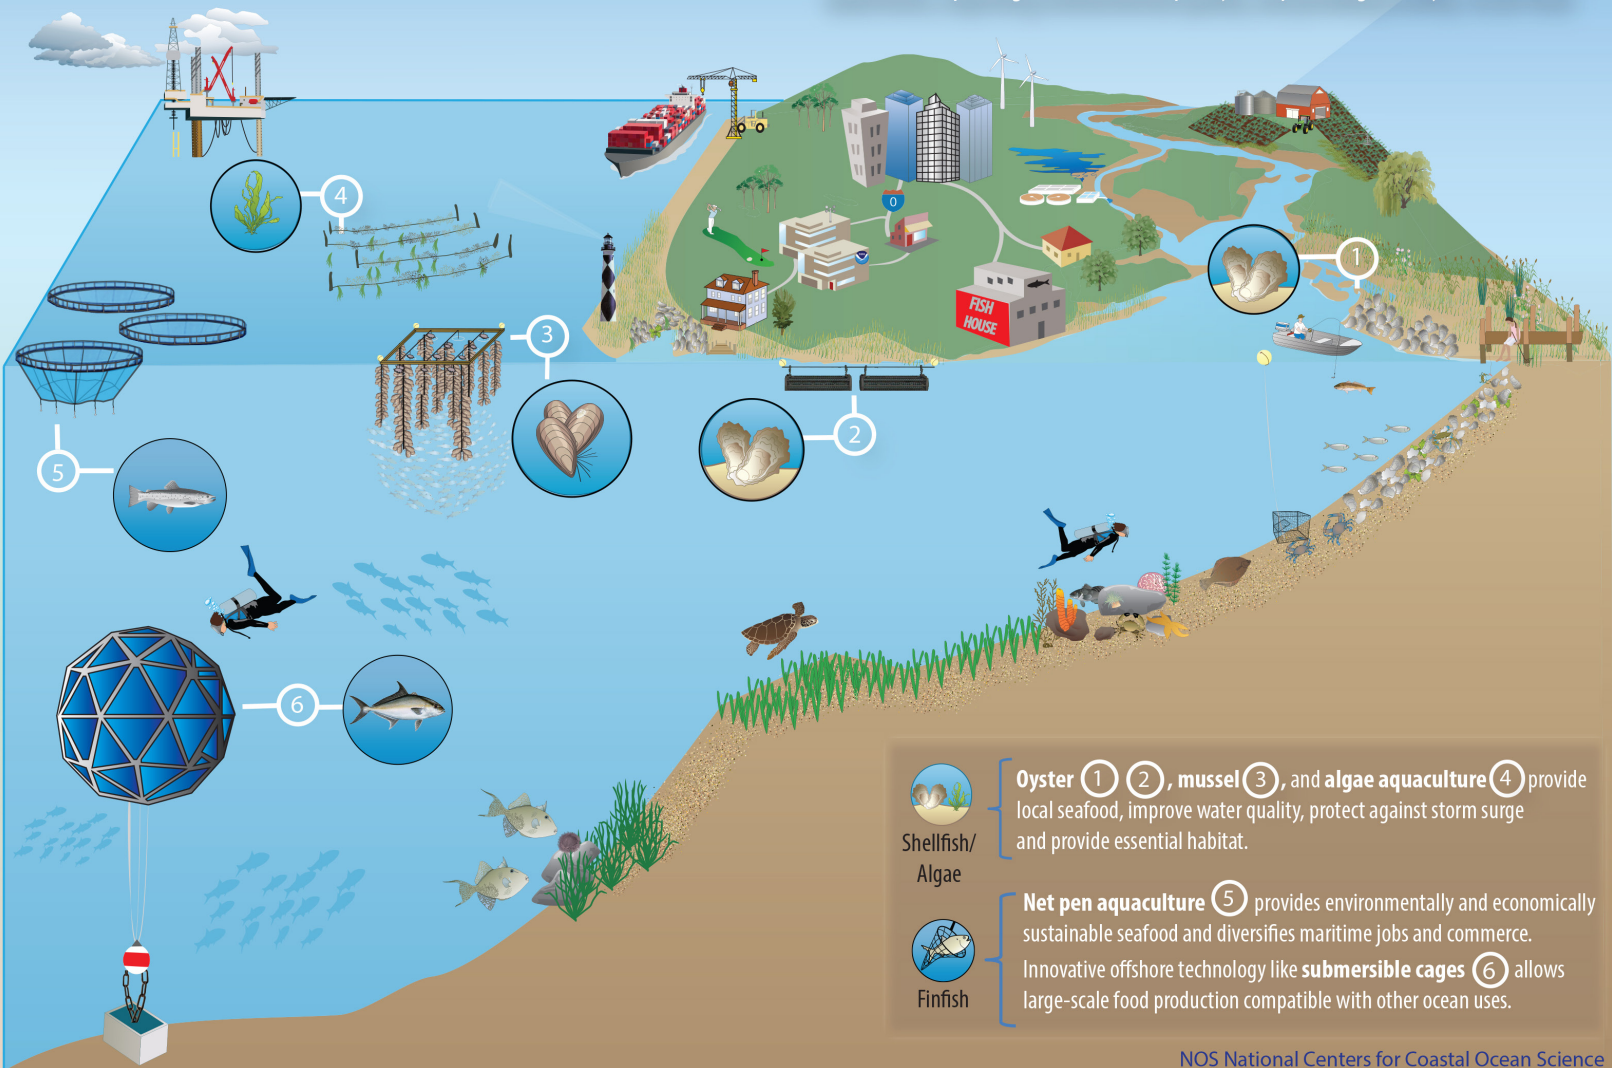 4
0
1
FISH
HOUSE
3
2
5
6
Oyster 1 2, mussel 3, and algae aquaculture 4 provide
local seafood, improve water quality, protect against storm surge
and provide essential habitat.
Shellfish/
Algae
Net pen aquaculture 5 provides environmentally and economically
sustainable seafood and diversifies maritime jobs and commerce.
Innovative offshore technology like submersible cages 6 allows
large-scale food production compatible with other ocean uses.
Finfish
NOS National Centers for Coastal Ocean Science